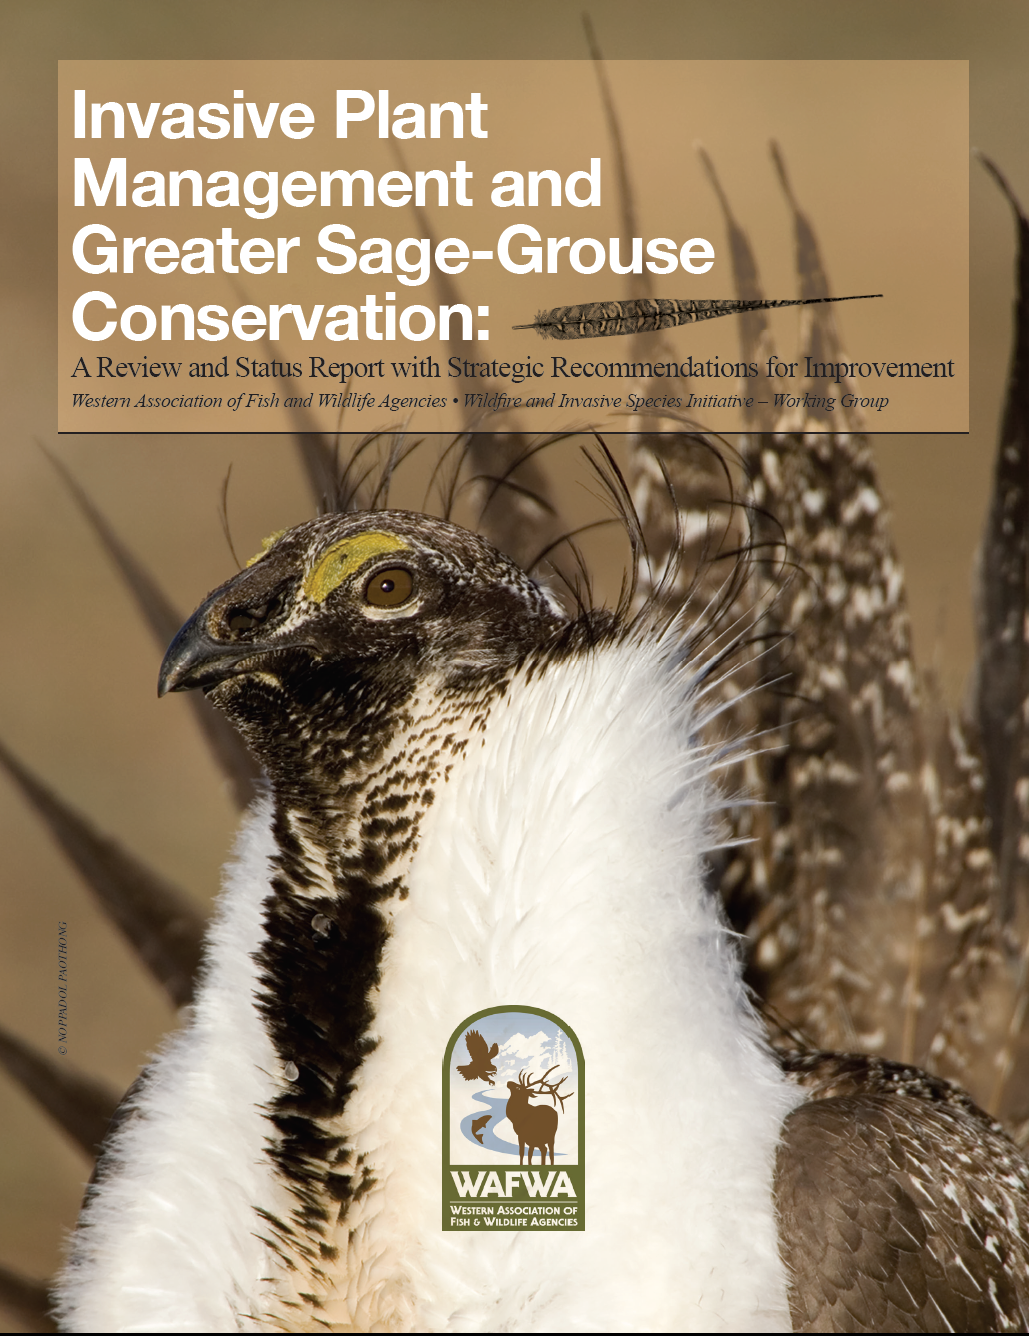 Invasive Plant
Management and
Greater Sage-Grouse
Conservation:
A Review and Status Report with Strategic Recommendations for Improvement
Western Association of Fish and Wildlife Agencies • Wildfire and Invasive Species Initiative – Working Group
© NOPPADOL PAOTHONG
WAFWA
WESTERN ASSOCIATION OF
FISH & WILDLIFE AGENCIES